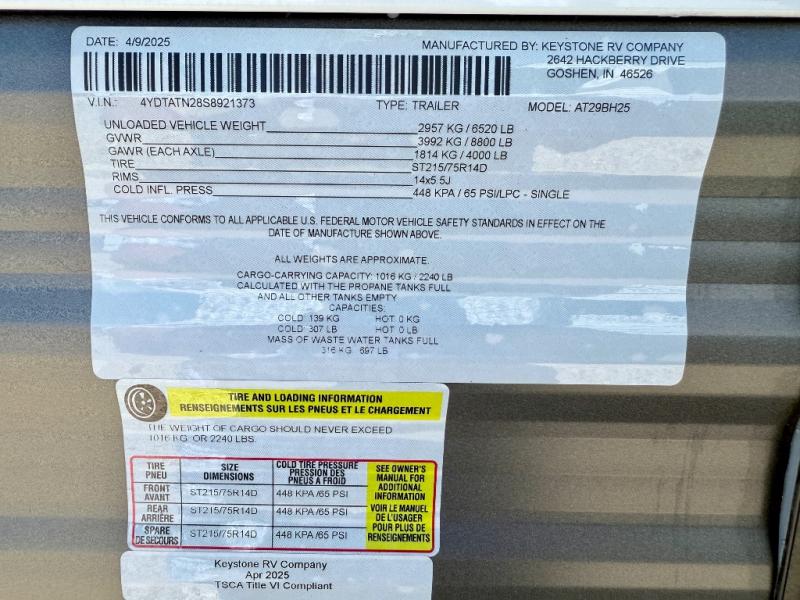 DATE: 4/9/2025 MANUFACTURED BY: KEYSTONE RV COMPANY
2642 HACKBERRY DRIVE
GOSHEN, IN 46526
V.I.N.: 4YDTATN28S8921373 TYPE: TRAILER MODEL: AT29BH25
UNLOADED VEHICLE WEIGHT 2957 KG / 6520 LB
GVWR 3992 KG / 8800 LB
GAWR (EACH AXLE) 1814 KG / 4000 LB
TIRE ST215/75R14D
RIMS 14x5.5J
COLD INFL. PRESS 448 KPA / 65 PSI/LPC - SINGLE
THIS VEHICLE CONFORMS TO ALL APPLICABLE U.S. FEDERAL MOTOR VEHICLE SAFETY STANDARDS IN EFFECT ON THE
DATE OF MANUFACTURE SHOWN ABOVE.
ALL WEIGHTS ARE APPROXIMATE.
CARGO-CARRYING CAPACITY: 1016 KG / 2240 LB
CALCULATED WITH THE PROPANE TANKS FULL
AND ALL OTHER TANKS EMPTY
CAPACITIES:
COLD: 139 KG HOT: 0 KG
COLD: 307 LB HOT: 0 LB
MASS OF WASTE WATER TANKS FULL
316 KG 697 LB
TIRE AND LOADING INFORMATION
RENSEIGNEMENTS SUR LES PNEUS ET LE CHARGEMENT
THE WEIGHT OF CARGO SHOULD NEVER EXCEED
1016 KG OR 2240 LBS.
TIRE
PNEU
SIZE
DIMENSIONS
COLD TIRE PRESSURE
PRESSION DES
PNEUS A FROID
FRONT
AVANT
ST215/75R14D
448 KPA /65 PSI
REAR
ARRIÈRE
ST215/75R14D
448 KPA /65 PSI
SPARE
DE SECOURS
ST215/75R14D
448 KPA /65 PSI
SEE OWNER'S
MANUAL FOR
ADDITIONAL
INFORMATION
VOIR LE MANUEL
DE L'USAGER
POUR PLUS DE
RENSEIGNEMENTS
Keystone RV Company
Apr 2025
TSCA Title VI Compliant